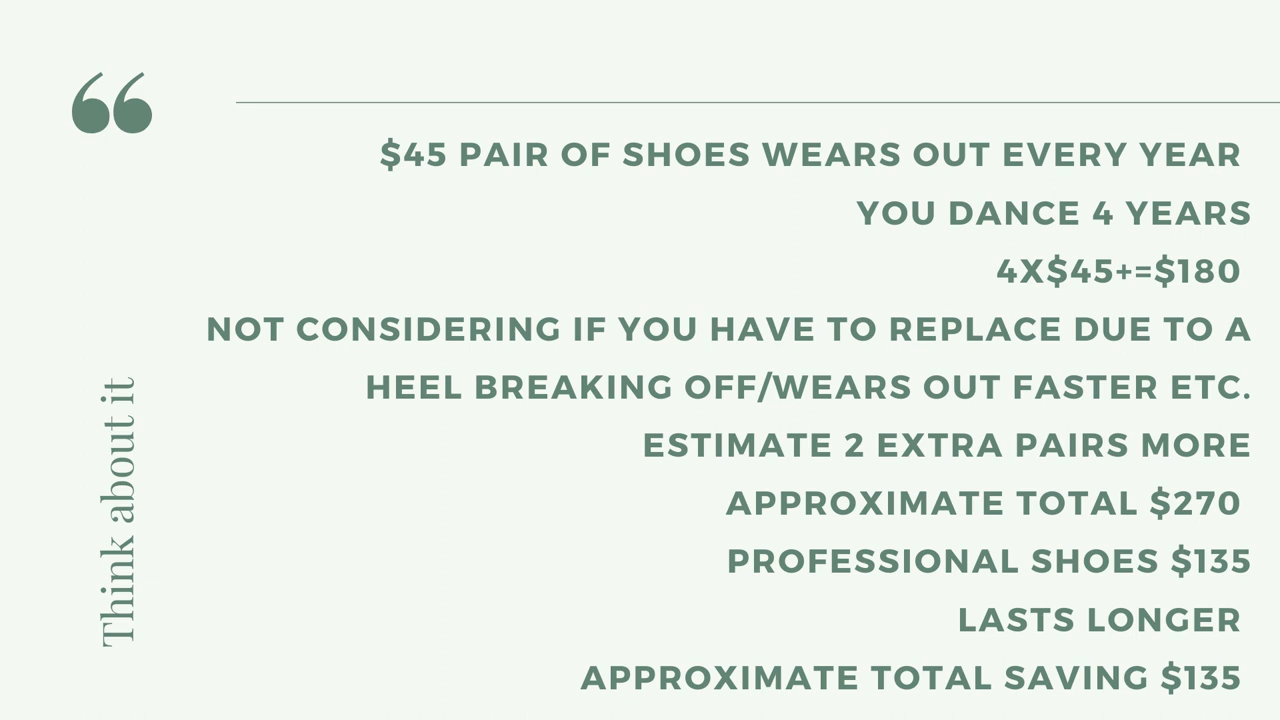 “
$45 PAIR OF SHOES WEARS OUT EVERY YEAR
YOU DANCE 4 YEARS
4X$45+=$180
NOT CONSIDERING IF YOU HAVE TO REPLACE DUE TO A
HEEL BREAKING OFF/WEARS OUT FASTER ETC.
ESTIMATE 2 EXTRA PAIRS MORE
APPROXIMATE TOTAL $270
PROFESSIONAL SHOES $135
LASTS LONGER
APPROXIMATE TOTAL SAVING $135
Think about it